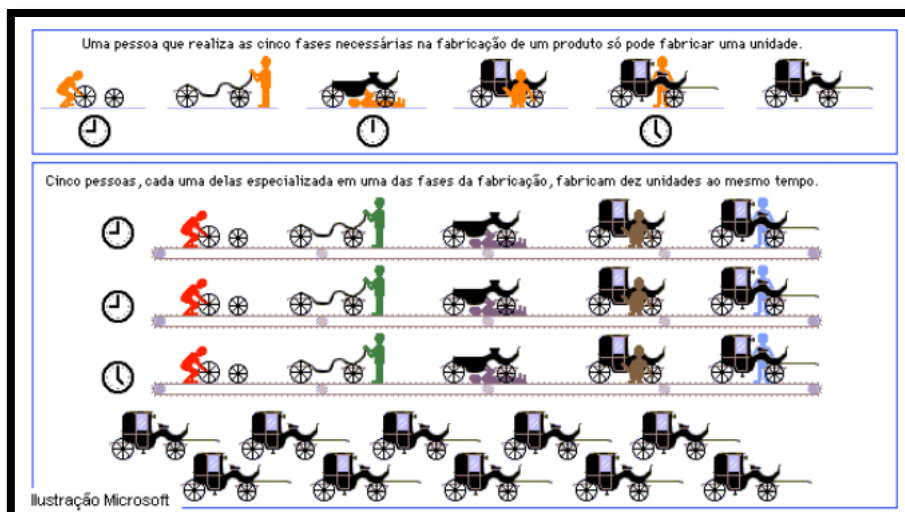 Uma pessoa que realiza as cinco fases necessárias na fabricação de um produto só pode fabricar uma unidade.
Cinco pessoas, cada uma delas especializada em uma das fases da fabricação, fabricam dez unidades ao mesmo tempo.
Ilustração Microsoft